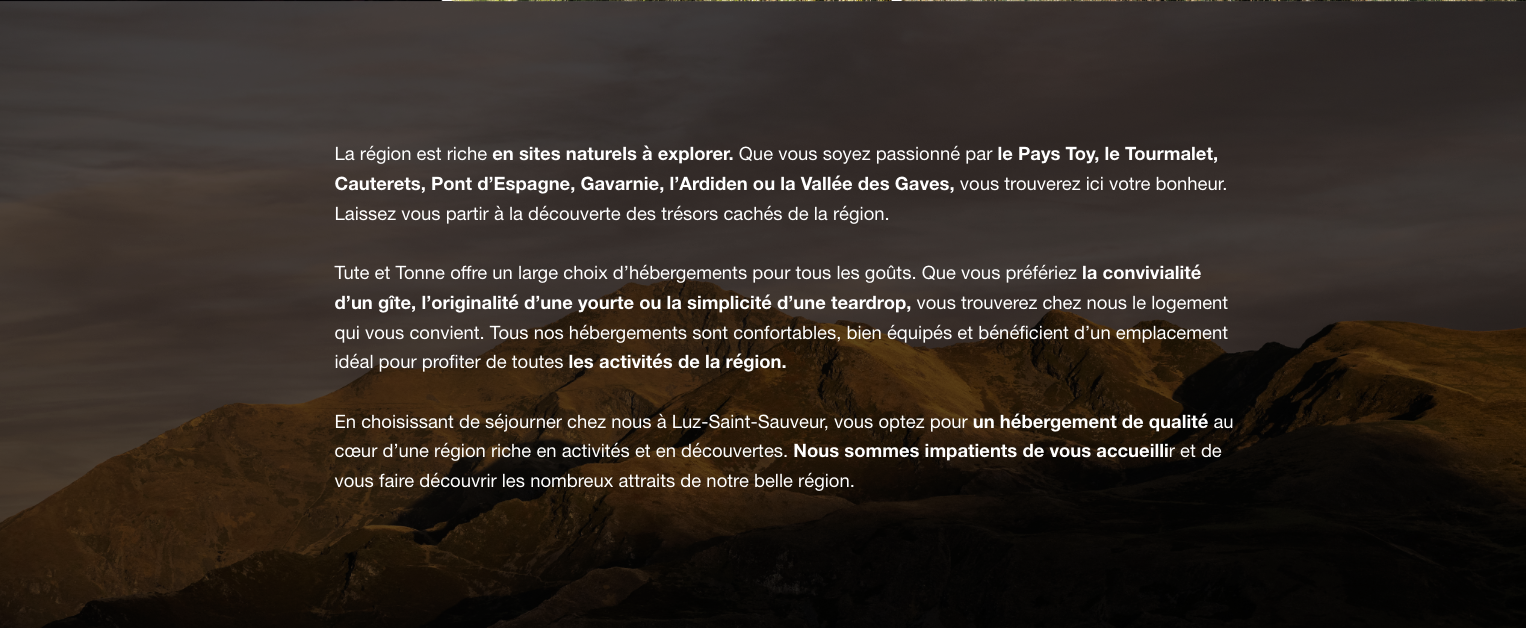 La région est riche en sites naturels à explorer. Que vous soyez passionné par le Pays Toy, le Tourmalet,
Cauterets, Pont d’Espagne, Gavarnie, l’Ardiden ou la Vallée des Gaves, vous trouverez ici votre bonheur.
Laissez vous partir à la découverte des trésors cachés de la région.
Tute et Tonne offre un large choix d’hébergements pour tous les goûts. Que vous préfériez la convivialité
d’un gîte, l’originalité d’une yourte ou la simplicité d’une teardrop, vous trouverez chez nous le logement
qui vous convient. Tous nos hébergements sont confortables, bien équipés et bénéficient d’un emplacement
idéal pour profiter de toutes les activités de la région.
En choisissant de séjourner chez nous à Luz-Saint-Sauveur, vous optez pour un hébergement de qualité au
cœur d’une région riche en activités et en découvertes. Nous sommes impatients de vous accueillir et de
vous faire découvrir les nombreux attraits de notre belle région.